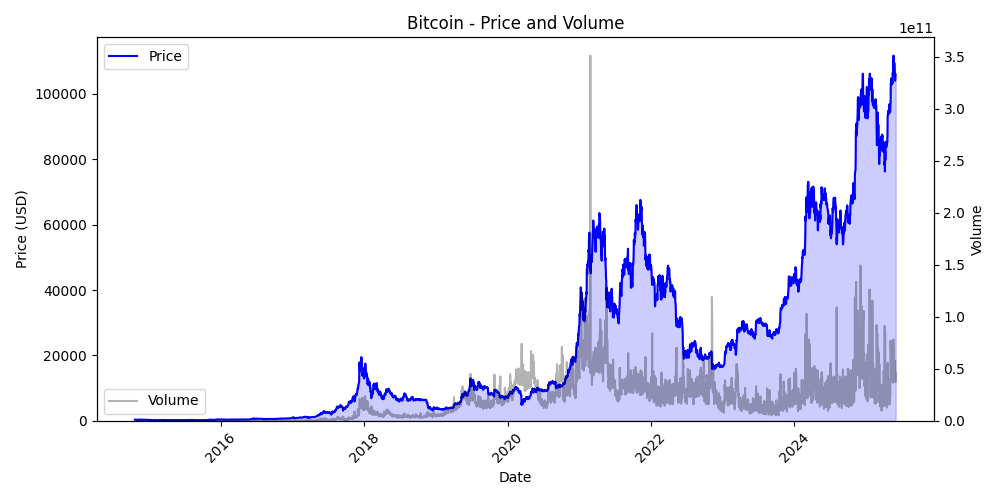 Bitcoin - Price and Volume
1e11
Price
Volume
Price (USD)
100000
80000
60000
40000
20000
0
3.5
3.0
2.5
2.0
1.5
1.0
0.5
0.0
Volume
2016
2018
2020
2022
2024
Date